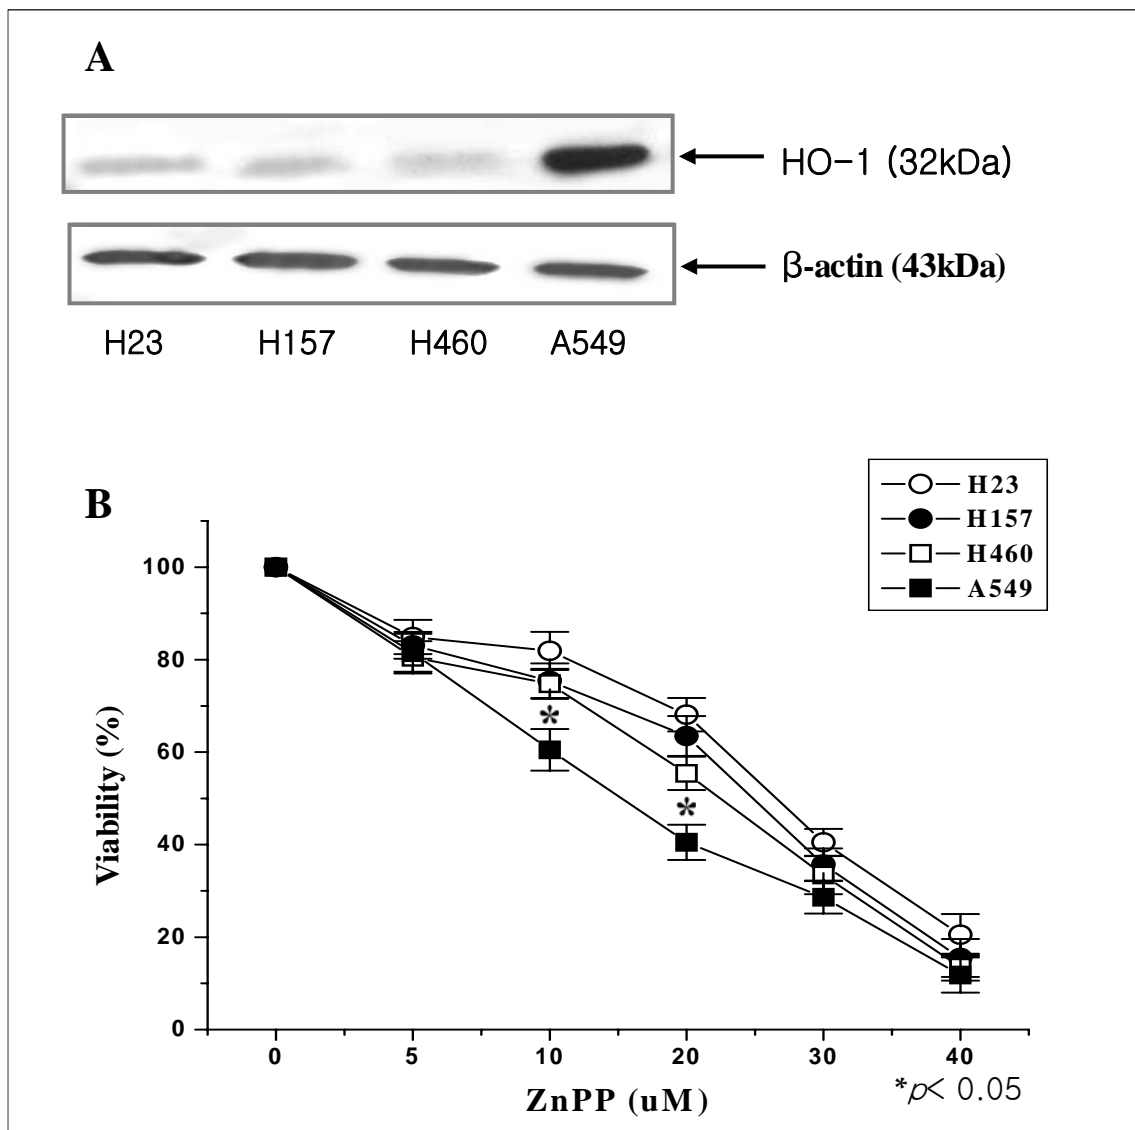 A
HO-1 (32kDa)
β-actin (43kDa)
H23 H157 H460 A549
B
H23
H157
H460
A549
100
80
60
40
20
0
Viability (%)
*
*
0 5 10 20 30 40
ZnPP (uM)
*p< 0.05